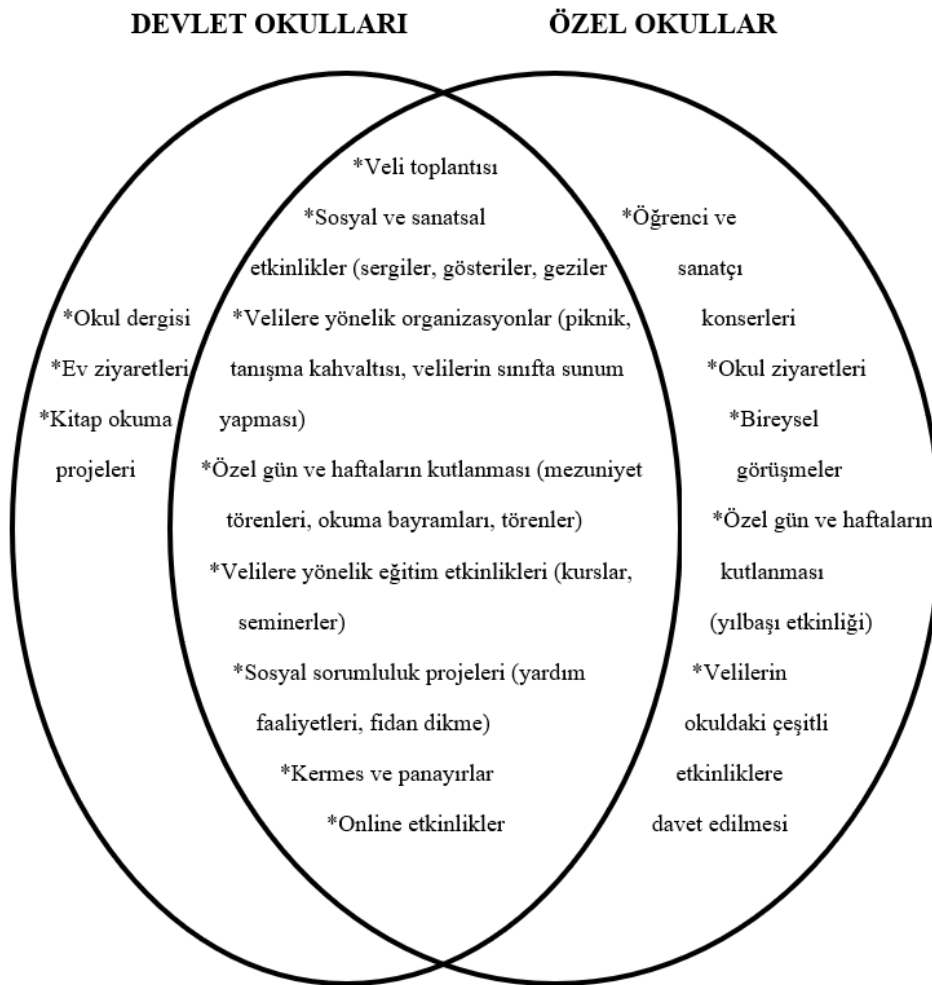 DEVLET OKULLARI
ÖZEL OKULLAR
*Okul dergisi
*Ev ziyaretleri
*Kitap okuma
projeleri
*Veli toplantısı
*Sosyal ve sanatsal
etkinlikler (sergiler, gösteriler, geziler
*Velilere yönelik organizasyonlar (piknik,
tanışma kahvaltısı, velilerin sınıfta sunum
yapması)
*Özel gün ve haftaların kutlanması (mezuniyet
törenleri, okuma bayramları, törenler)
*Velilere yönelik eğitim etkinlikleri (kurslar,
seminerler)
*Sosyal sorumluluk projeleri (yardım
faaliyetleri, fidan dikme)
*Kermes ve panayırlar
*Online etkinlikler
*Öğrenci ve
sanatçı
konserleri
*Okul ziyaretleri
*Bireysel
görüşmeler
*Özel gün ve haftaların
kutlanması
(yılbaşı etkinliği)
*Velilerin
okuldaki çeşitli
etkinliklere
davet edilmesi